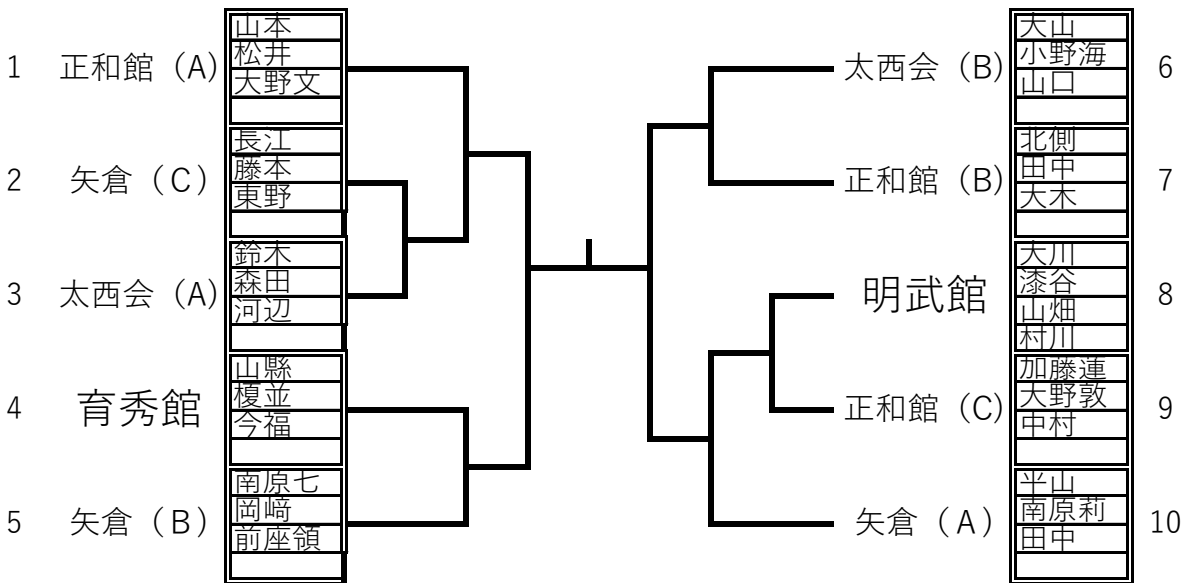 1 正和館（A）
山本
松井
大野文
2 矢倉（C）
長江
藤本
東野
3 太西会（A）
鈴木
森田
河辺
4 育秀館
山縣
榎並
今福
5 矢倉（B）
南原七
岡﨑
前座領
太西会（B） 6
大山
小野海
山口
正和館（B） 7
北側
田中
大木
明武館 8
大川
漆谷
山畑
村川
正和館（C） 9
加藤蓮
大野敦
中村
矢倉（A） 10
半山
南原莉
田中